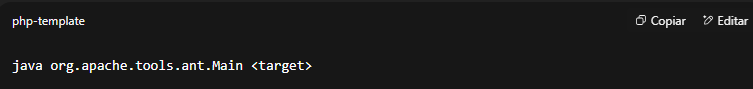 php-template
Copiar
Editar
java org.apache.tools.ant.Main <target>